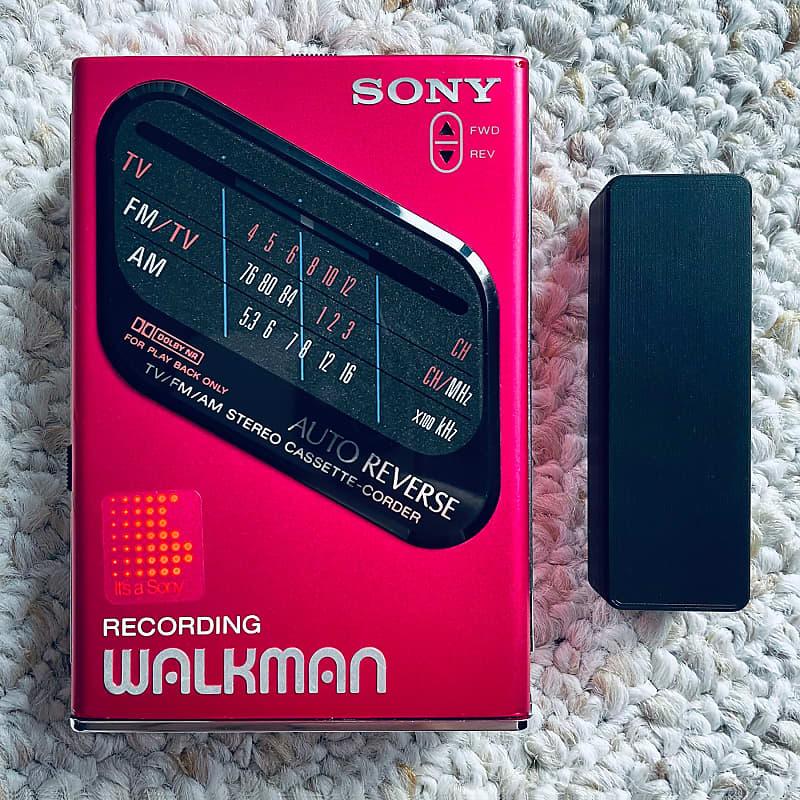 SONY
FWD
REV
TV
FM/TV
AM
4 5 6 8 10 12
76 80 84 1 2 3
5.3 6 7 8 12 16
CH
CH/MHz
X100 kHz
DOLBY NR
FOR PLAY BACK ONLY
TV/FM/AM STEREO CASSETTE-CORDER
AUTO REVERSE
It's a Sony
RECORDING
WALKMAN